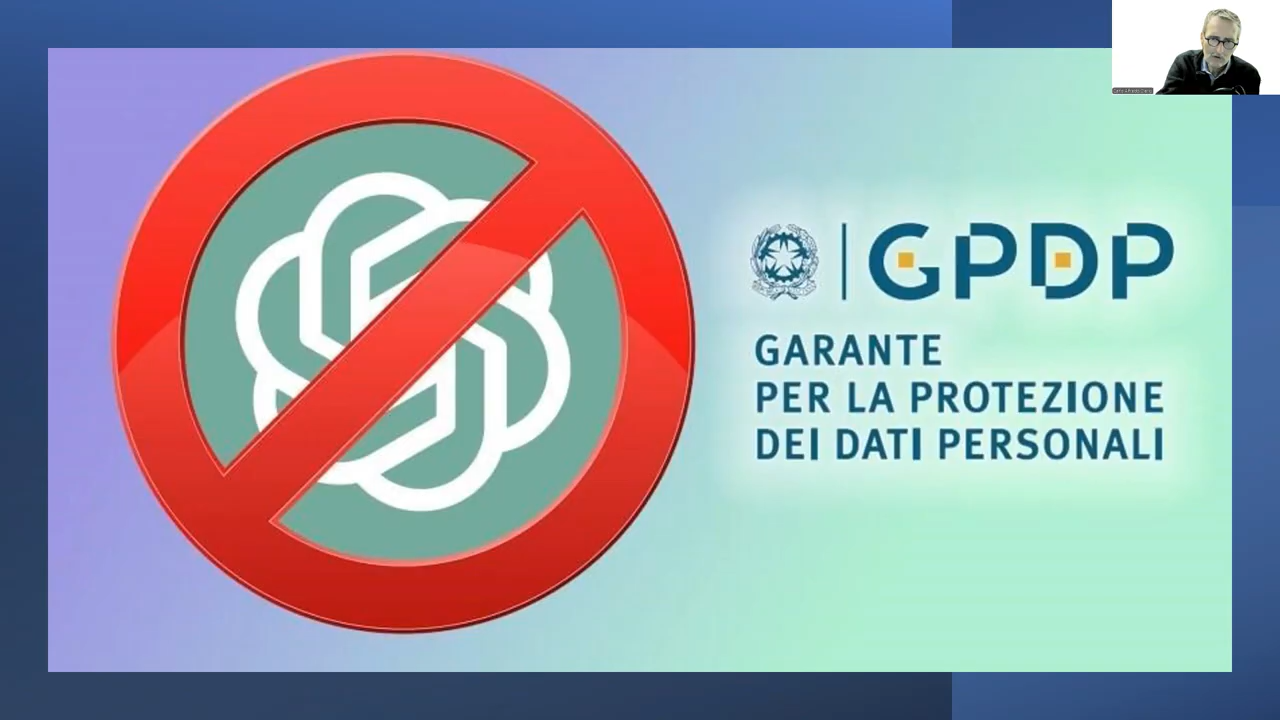 GPDP
GARANTE
PER LA PROTEZIONE
DEI DATI PERSONALI